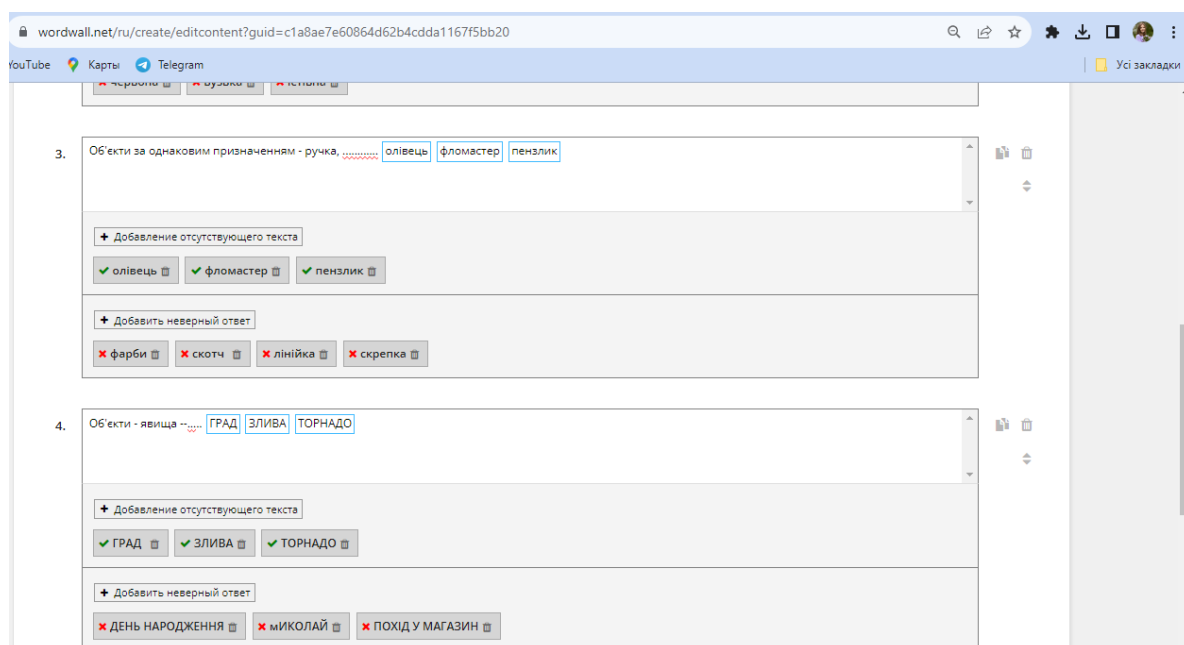 wordwall.net/ru/create/editcontent?guid=c1a8ae7e60864d62b4cdda1167f5bb20
YouTube Карты Telegram Усі закладки
червона вузька
3. Об'єкти за однаковим призначенням - ручка, ........... олівець фломастер пензлик
+ Добавление отсутствующего текста
олівець фломастер пензлик
+ Добавить неверный ответ
фарби скотч лінійка скрепка
4. Об'єкти - явища --..... ГРАД ЗЛИВА ТОРНАДО
+ Добавление отсутствующего текста
ГРАД ЗЛИВА ТОРНАДО
+ Добавить неверный ответ
ДЕНЬ НАРОДЖЕННЯ мИКОЛАЙ ПОХІД У МАГАЗИН